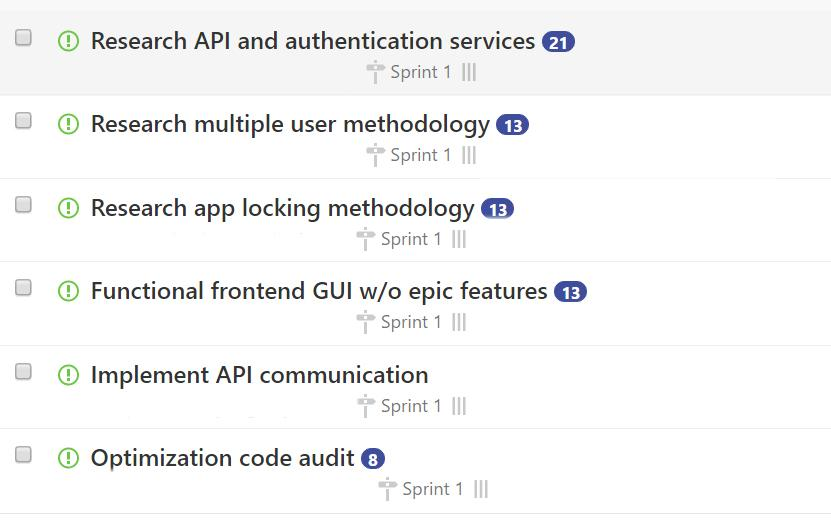 Research API and authentication services 21
Sprint 1
Research multiple user methodology 13
Sprint 1
Research app locking methodology 13
Sprint 1
Functional frontend GUI w/o epic features 13
Sprint 1
Implement API communication
Sprint 1
Optimization code audit 8
Sprint 1